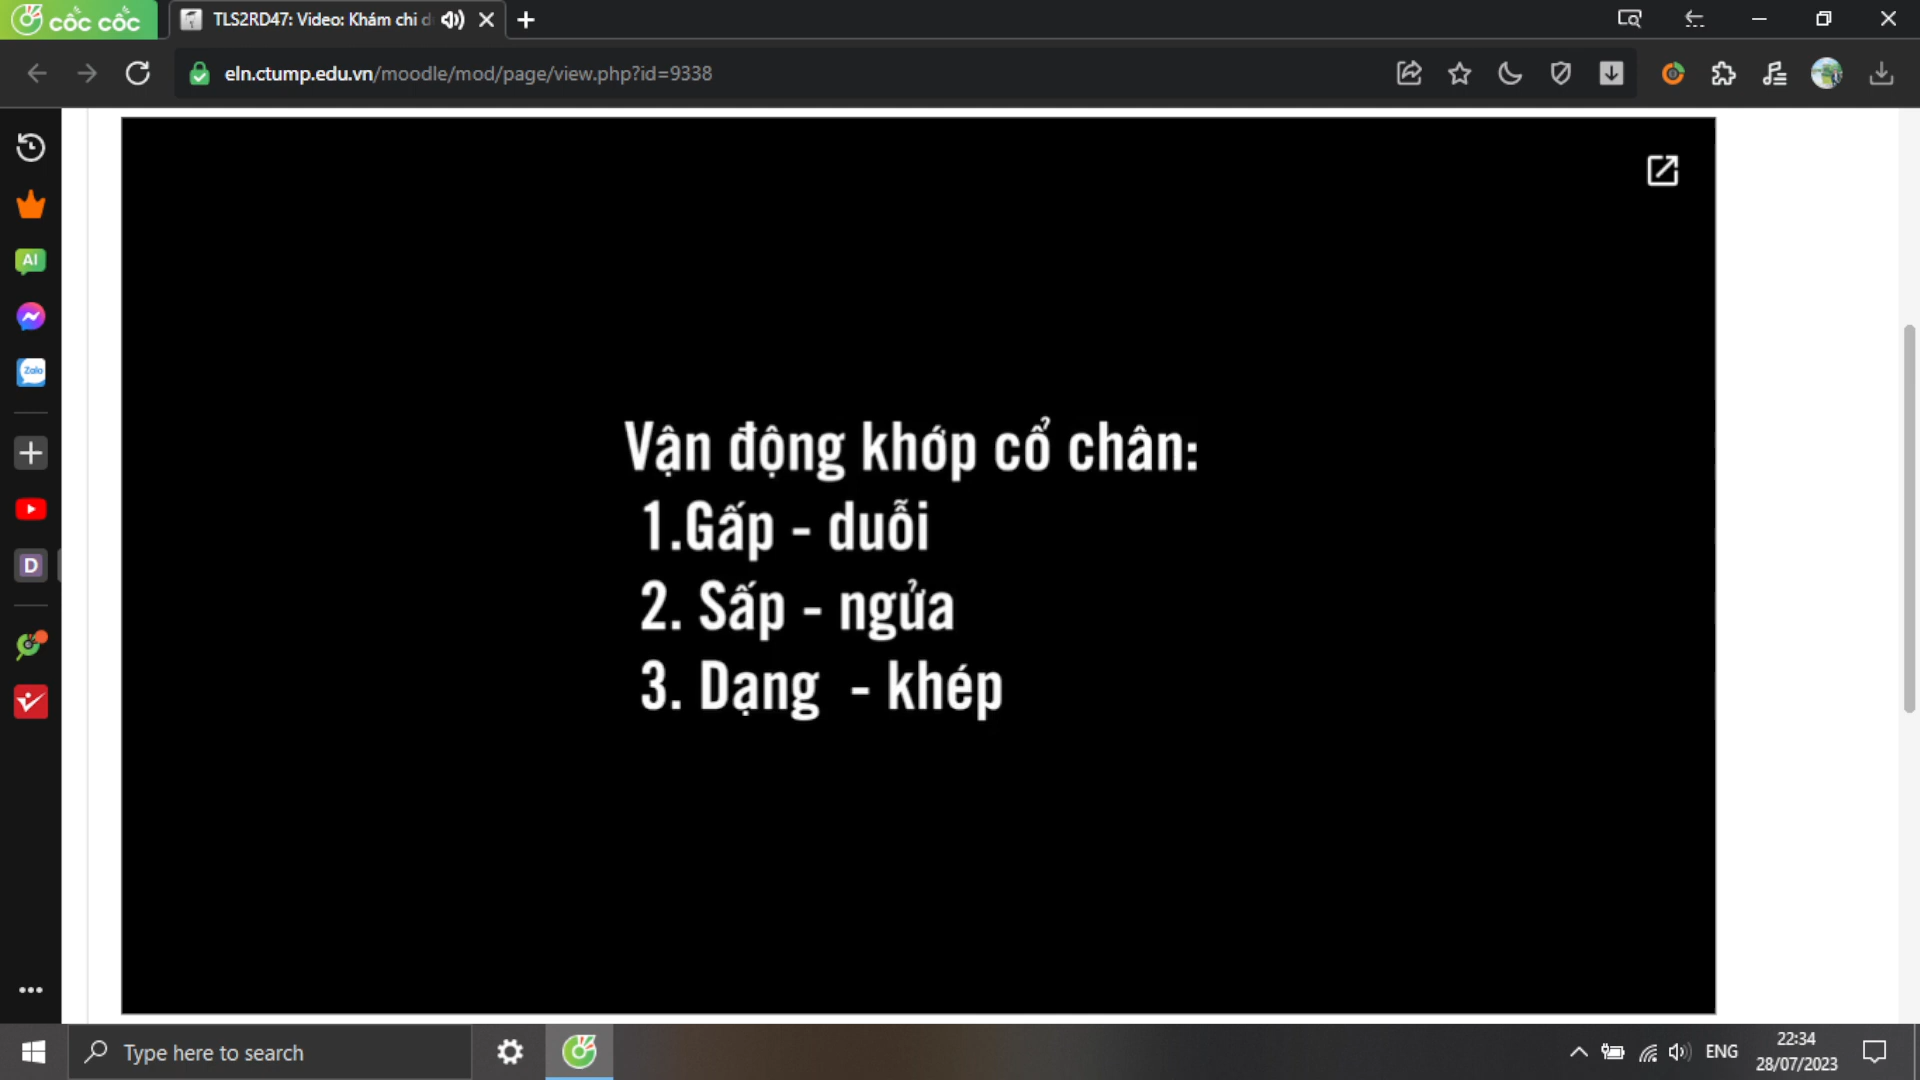 cốc cốc
TLS2RD47: Video: Khám chi d
eln.ctump.edu.vn/moodle/mod/page/view.php?id=9338
AI
Zalo
D
Vận động khớp cổ chân:
1.Gấp - duỗi
2. Sấp - ngửa
3. Dạng - khép
Type here to search
ENG
22:34
28/07/2023